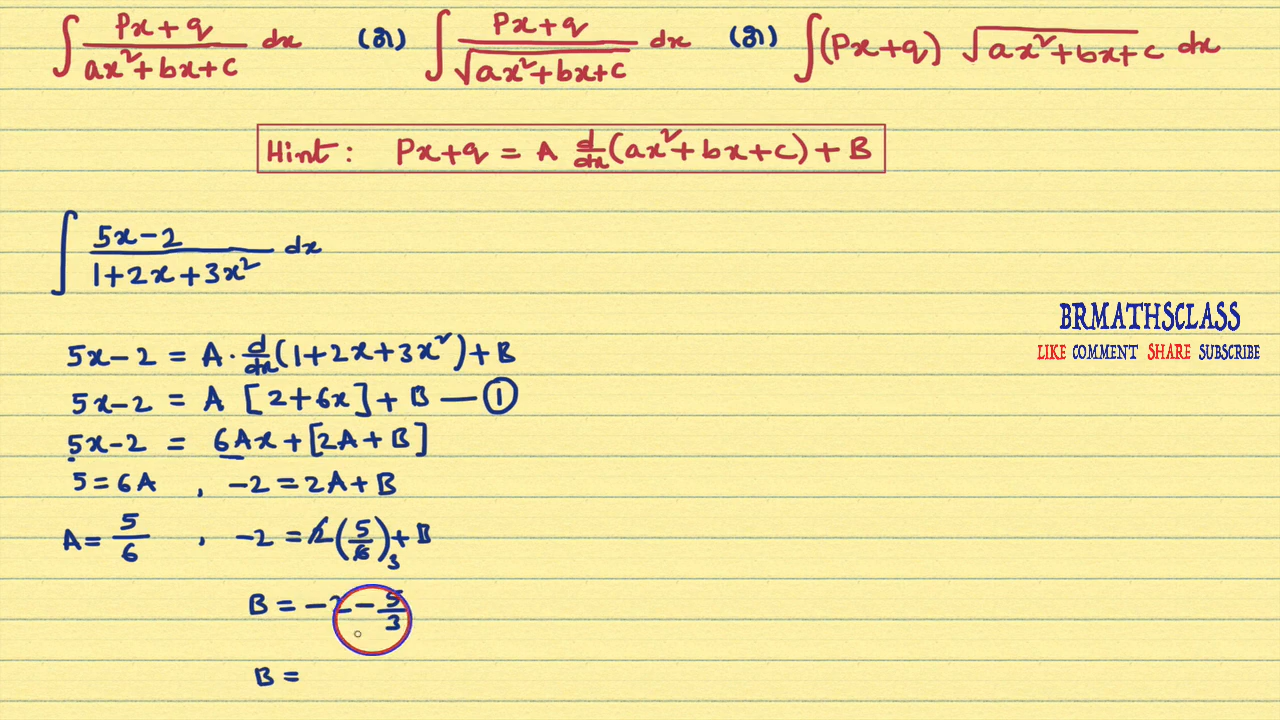 ∫ Px+q / ax²+bx+c dx (ಅ) ∫ Px+q / √ax²+bx+c dx (ಅ) ∫(Px+q) √ax²+bx+c dx
Hint: Px+q = A d/dx(ax²+bx+c)+B
∫ 5x-2 / 1+2x+3x² dx
5x-2 = A·d/dx(1+2x+3x²)+B
5x-2 = A [2+6x]+B — ①
5x-2 = 6Ax+[2A+B]
5=6A , -2=2A+B
A=5/6 , -2=2(5/6)3+B
B=-2-5/3
B=
BRMATHSCLASS
LIKE COMMENT SHARE SUBSCRIBE